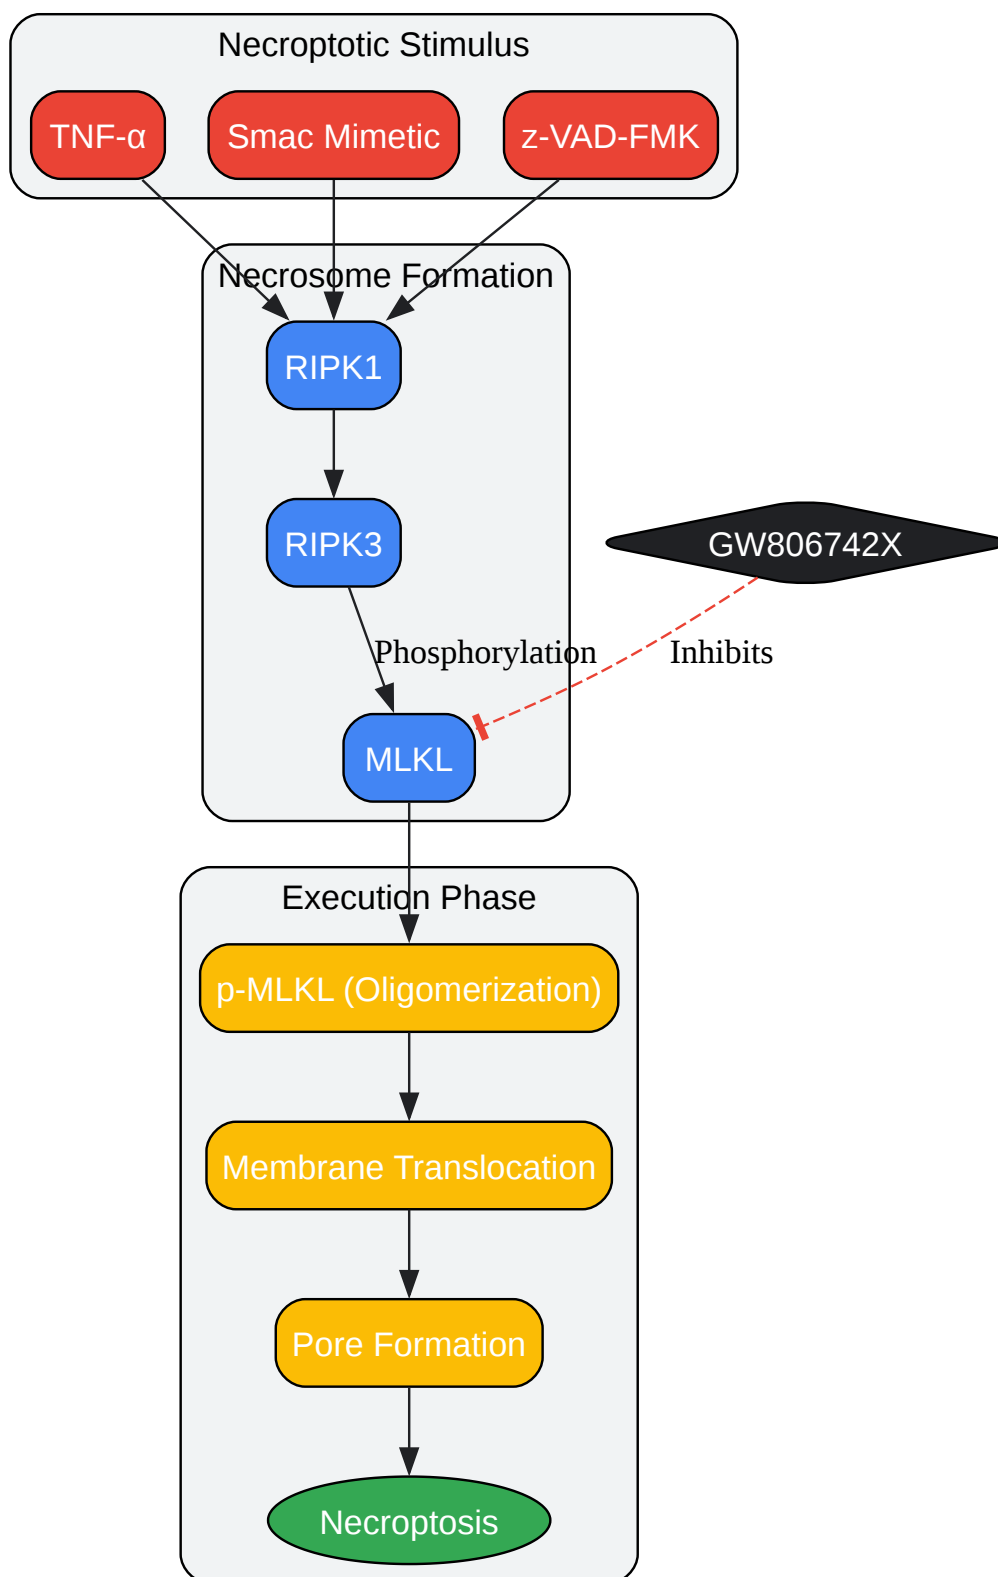 Necroptotic Stimulus
TNF-α
Smac Mimetic
z-VAD-FMK
Necrosome Formation
RIPK1
RIPK3
GW806742X
Phosphorylation
Inhibits
MLKL
Execution Phase
p-MLKL (Oligomerization)
Membrane Translocation
Pore Formation
Necroptosis